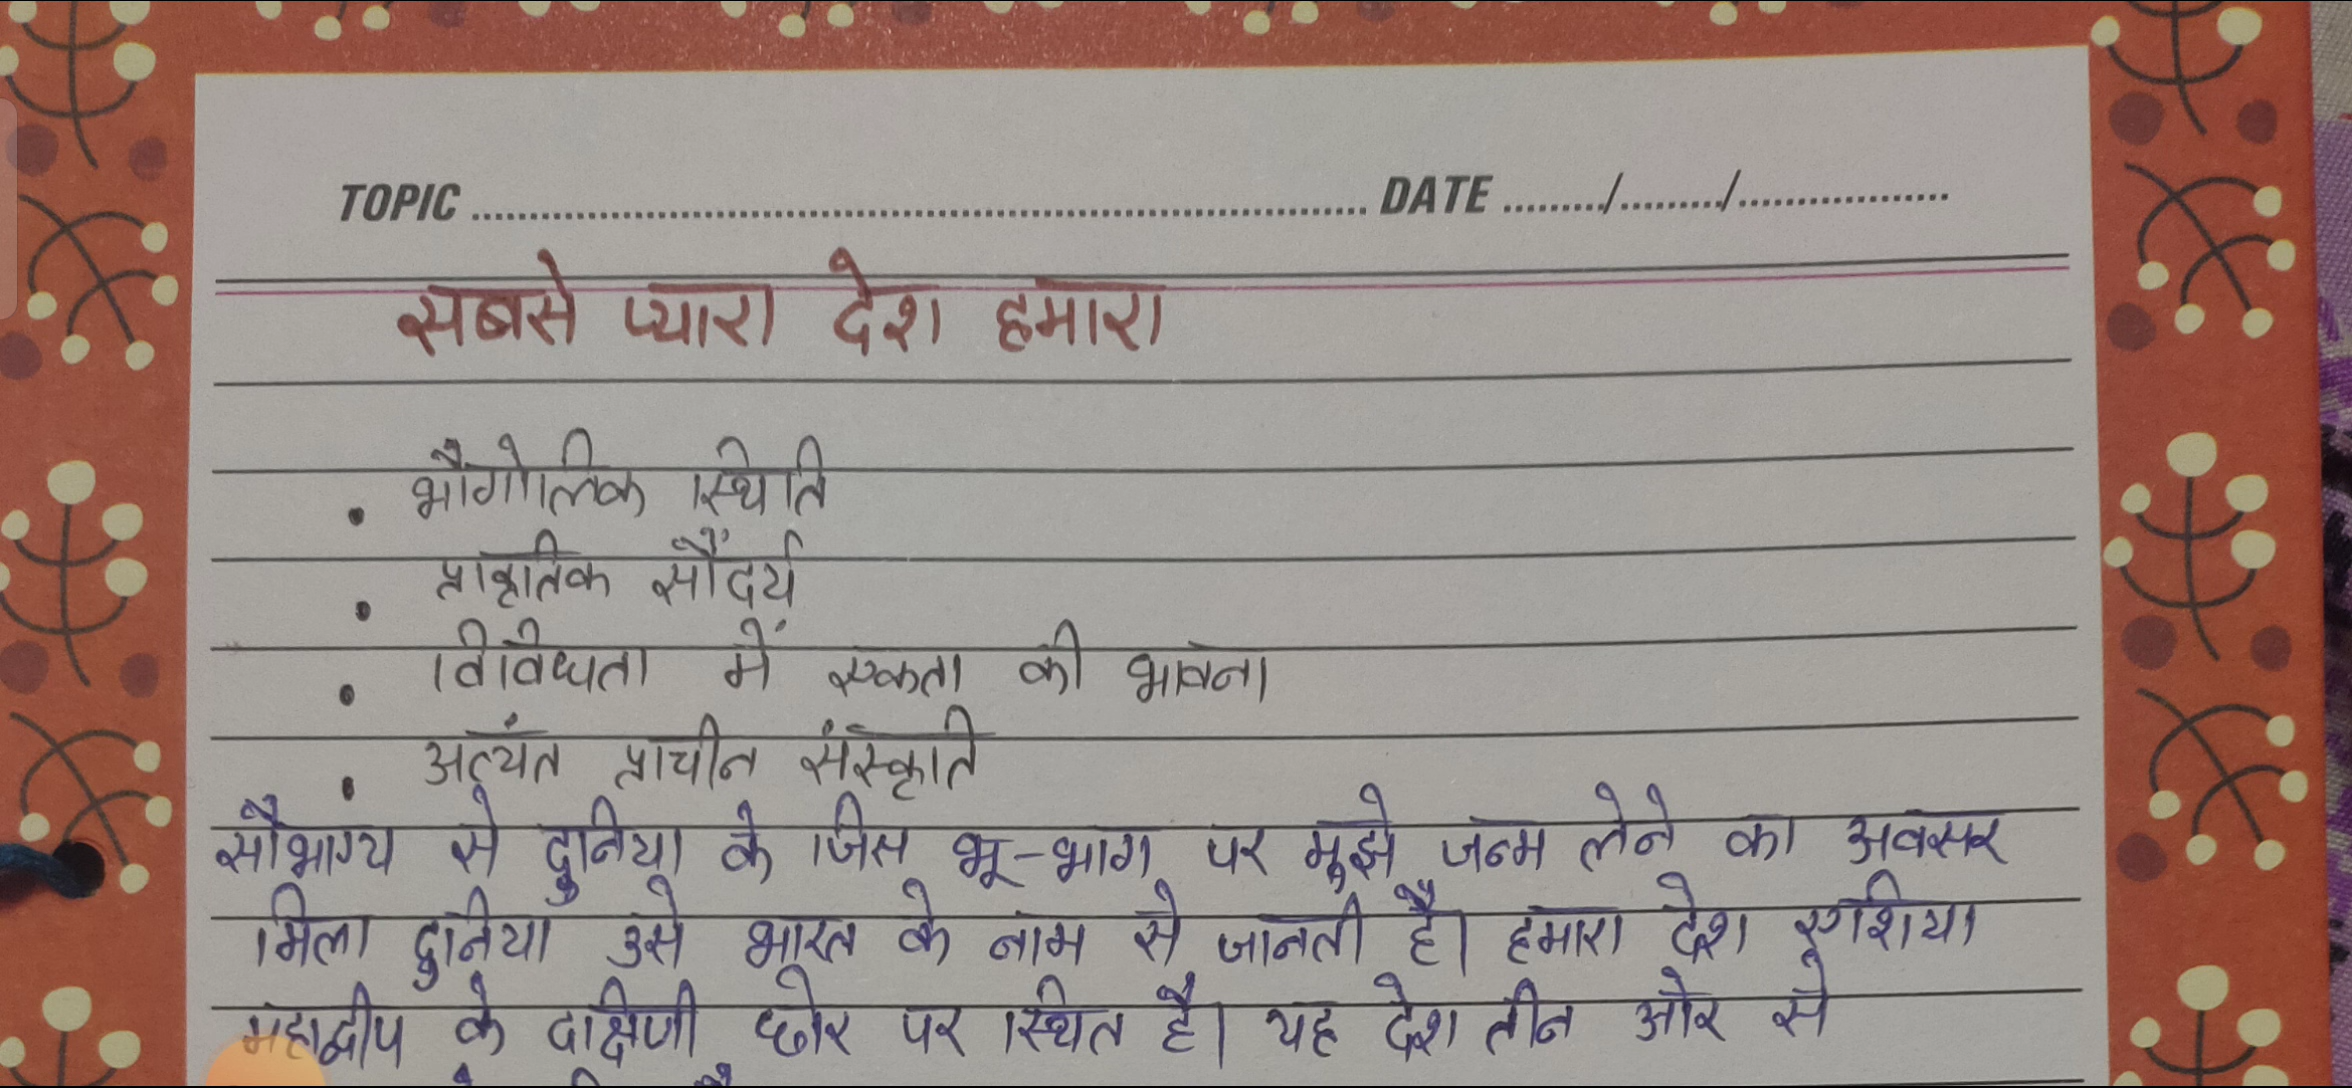 TOPIC ........................................ DATE ......../........./..................
सबसे प्यारा देश हमारा
• भौगोलिक स्थिति
• प्राकृतिक सौंदर्य
• विविधता में एकता की भावना
• अत्यंत प्राचीन संस्कृति
सौभाग्य से दुनिया के जिस भू-भाग पर मुझे जन्म लेने का अवसर
मिला दुनिया उसे भारत के नाम से जानती है। हमारा देश एशिया
महाद्वीप के दक्षिणी छोर पर स्थित है। यह देश तीन ओर से